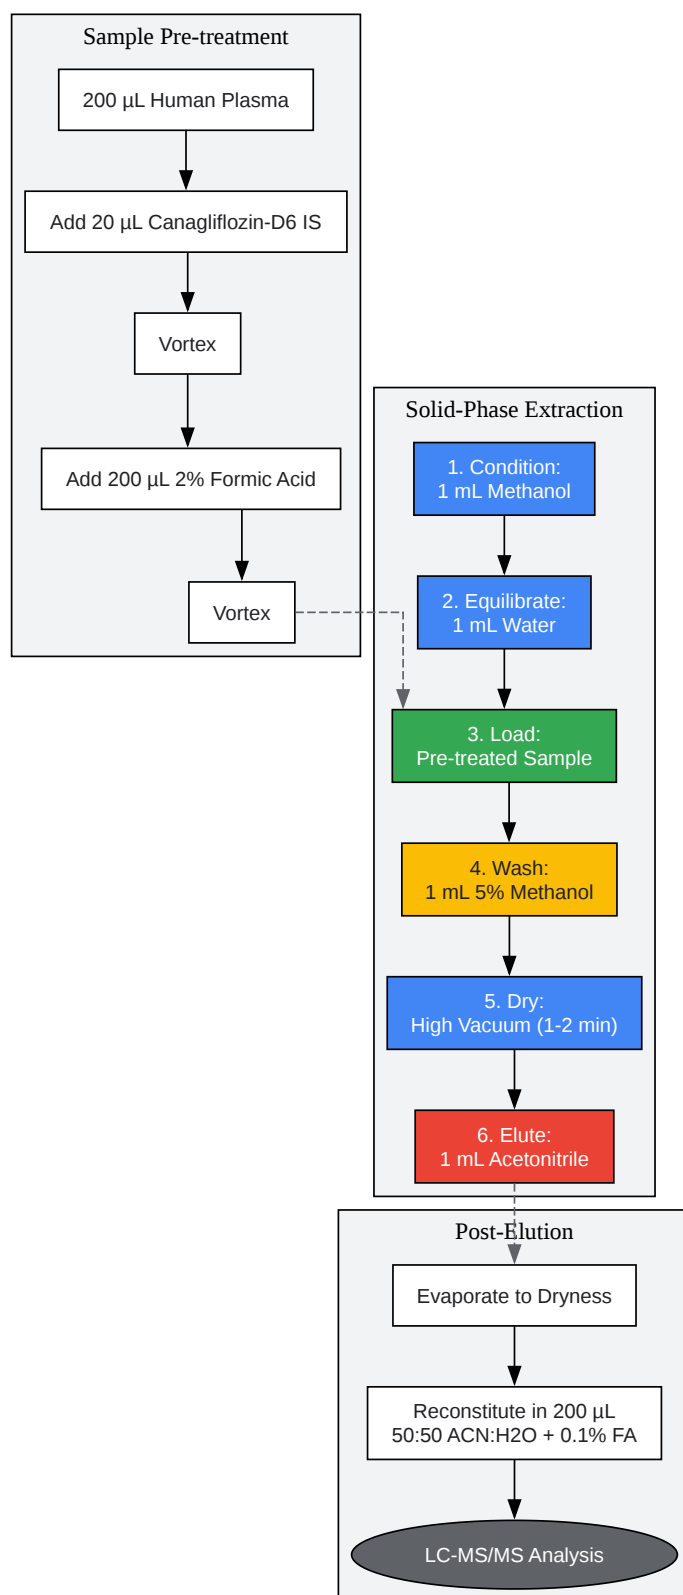 Sample Pre-treatment
200 µL Human Plasma
Add 20 µL Canagliflozin-D6 IS
Vortex
Add 200 µL 2% Formic Acid
Vortex
Solid-Phase Extraction
1. Condition:
1 mL Methanol
2. Equilibrate:
1 mL Water
3. Load:
Pre-treated Sample
4. Wash:
1 mL 5% Methanol
5. Dry:
High Vacuum (1-2 min)
6. Elute:
1 mL Acetonitrile
Post-Elution
Evaporate to Dryness
Reconstitute in 200 µL
50:50 ACN:H2O + 0.1% FA
LC-MS/MS Analysis